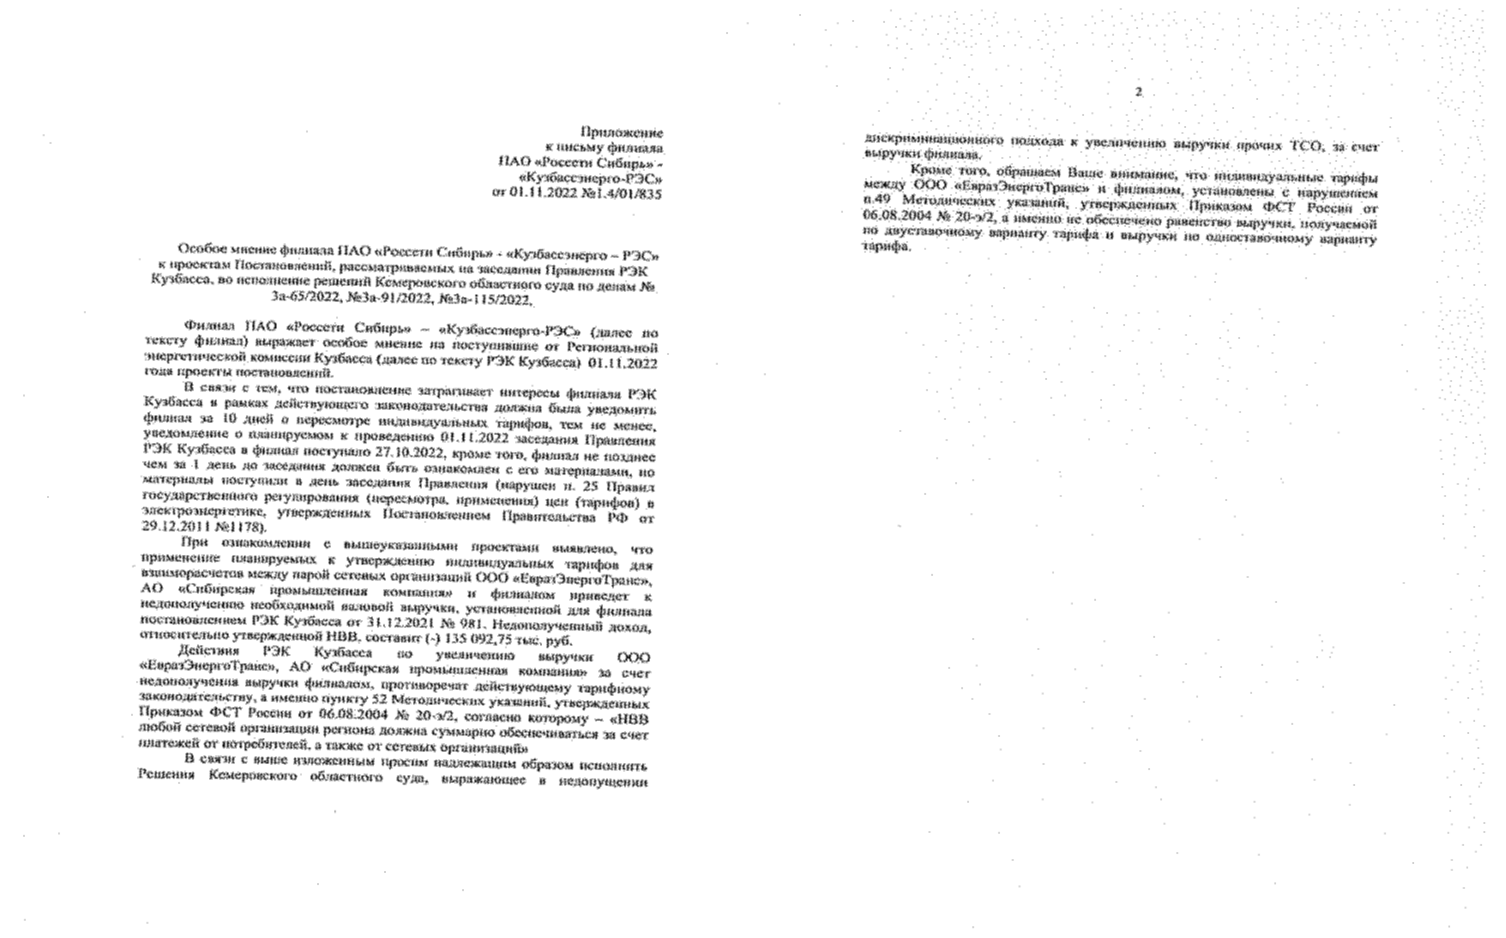 Приложение
к письму филиала
ПАО «Россети Сибирь» -
«Кузбассэнерго-РЭС»
от 01.11.2022 №1.4/01/835
Особое мнение филиала ПАО «Россети Сибирь» - «Кузбассэнерго – РЭС»
к проектам Постановлений, рассматриваемых на заседании Правления РЭК
Кузбасса, во исполнение решений Кемеровского областного суда по делам №
3а-65/2022, №3а-91/2022, №3а-115/2022.
Филиал ПАО «Россети Сибирь» – «Кузбассэнерго-РЭС» (далее по
тексту филиал) выражает особое мнение на поступившие от Региональной
энергетической комиссии Кузбасса (далее по тексту РЭК Кузбасса) 01.11.2022
года проекты постановлений.
В связи с тем, что постановление затрагивает интересы филиала РЭК
Кузбасса в рамках действующего законодательства должна была уведомить
филиал за 10 дней о пересмотре индивидуальных тарифов, тем не менее,
уведомление о планируемом к проведению 01.11.2022 заседания Правления
РЭК Кузбасса в филиал поступало 27.10.2022, кроме того, филиал не позднее
чем за 1 день до заседания должен быть ознакомлен с его материалами, но
материалы поступили в день заседания Правления (нарушен п. 25 Правил
государственного регулирования (пересмотра, применения) цен (тарифов) в
электроэнергетике, утвержденных Постановлением Правительства РФ от
29.12.2011 №1178).
При ознакомлении с вышеуказанными проектами выявлено, что
применение планируемых к утверждению индивидуальных тарифов для
взаиморасчетов между парой сетевых организаций ООО «ЕвразЭнергоТранс»,
АО «Сибирская промышленная компания» и филиалом приведет к
недополучению необходимой валовой выручки, установленной для филиала
постановлением РЭК Кузбасса от 31.12.2021 № 981. Недополученный доход,
относительно утвержденной НВВ, составит (-) 135 092,75 тыс. руб.
Действия РЭК Кузбасса по увеличению выручки ООО
«ЕвразЭнергоТранс», АО «Сибирская промышленная компания» за счет
недополучения выручки филиалом, противоречат действующему тарифному
законодательству, а именно пункту 52 Методических указаний, утвержденных
Приказом ФСТ России от 06.08.2004 № 20-э/2, согласно которому – «НВВ
любой сетевой организации региона должна суммарно обеспечиваться за счет
платежей от потребителей, а также от сетевых организаций»
В связи с выше изложенным просим надлежащим образом исполнить
Решения Кемеровского областного суда, выражающее в недопущении
2
дискриминационного подхода к увеличению выручки прочих ТСО, за счет
выручки филиала.
Кроме того, обращаем Ваше внимание, что индивидуальные тарифы
между ООО «ЕвразЭнергоТранс» и филиалом, установлены с нарушением
п.49 Методических указаний, утвержденных Приказом ФСТ России от
06.08.2004 № 20-э/2, а именно не обеспечено равенство выручки, получаемой
по двуставочному варианту тарифа и выручки по одноставочному варианту
тарифа.